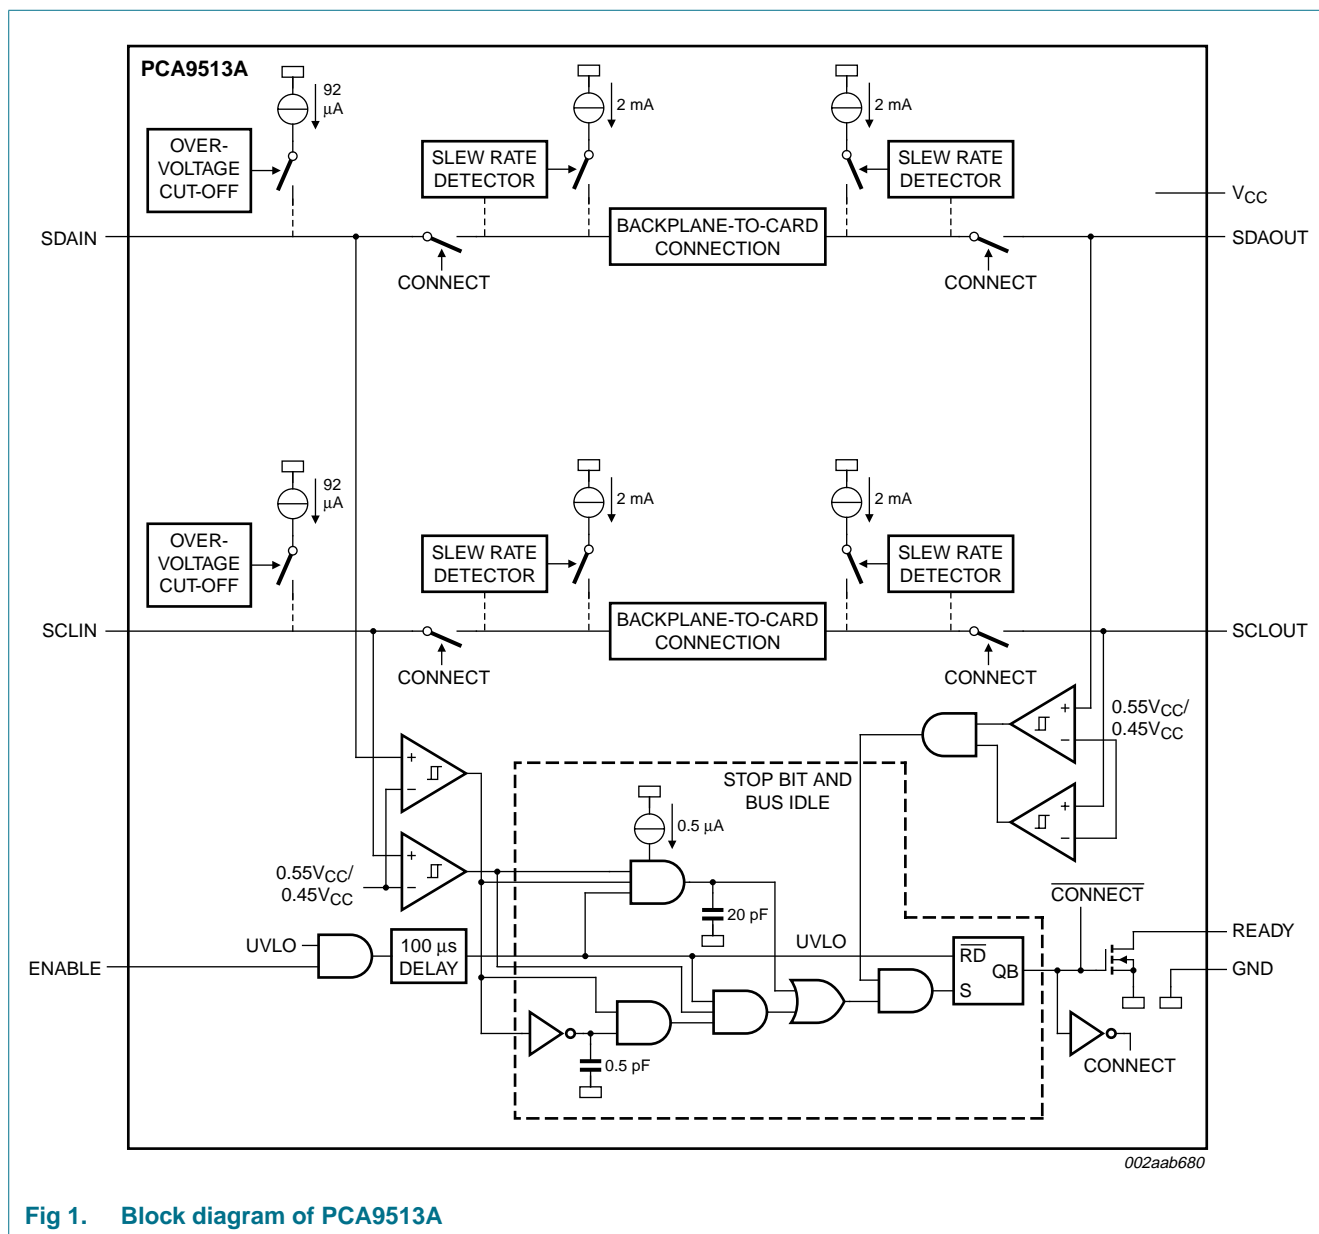 PCA9513A
92
μA
2 mA
2 mA
OVER-
VOLTAGE
CUT-OFF
SLEW RATE
DETECTOR
SLEW RATE
DETECTOR
VCC
SDAIN
BACKPLANE-TO-CARD
CONNECTION
SDAOUT
CONNECT
CONNECT
92
μA
2 mA
2 mA
OVER-
VOLTAGE
CUT-OFF
SLEW RATE
DETECTOR
SLEW RATE
DETECTOR
SCLIN
BACKPLANE-TO-CARD
CONNECTION
SCLOUT
CONNECT
CONNECT
+
−
0.55VCC/
0.45VCC
+
−
STOP BIT AND
BUS IDLE
+
−
0.5 μA
+
−
0.55VCC/
0.45VCC
20 pF
CONNECT
UVLO
100 μs
DELAY
UVLO
READY
ENABLE
RD
QB
S
GND
0.5 pF
CONNECT
002aab680
Fig 1. Block diagram of PCA9513A